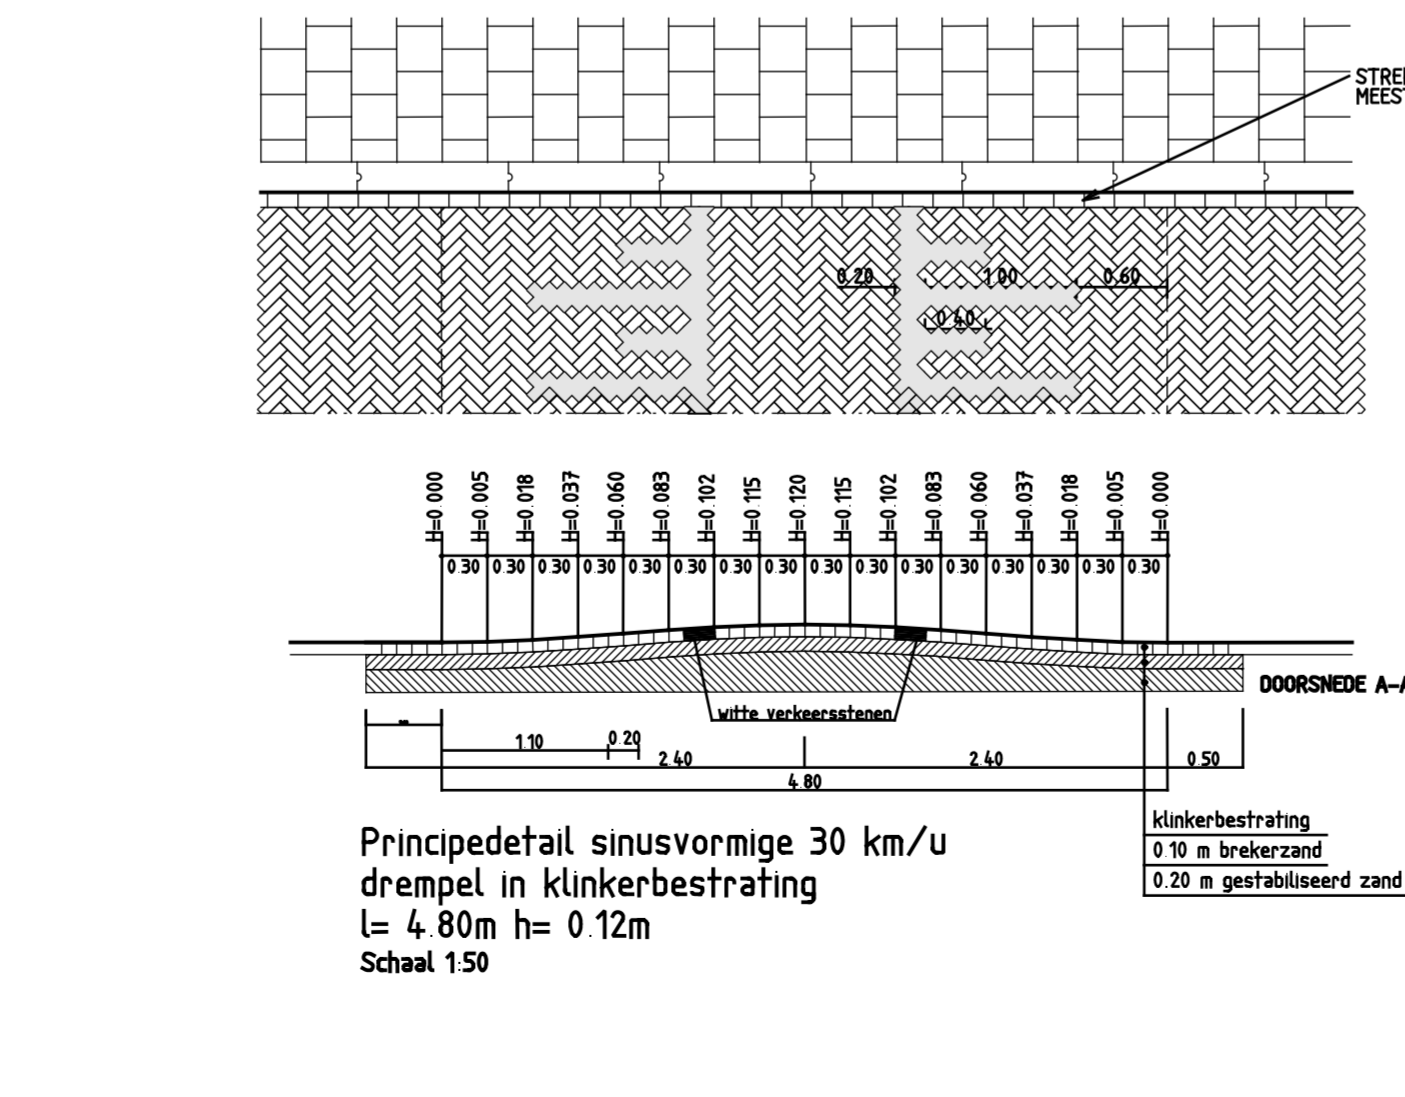 0.20
1.00
0.60
0.40
H=0.000
H=0.005
H=0.018
H=0.037
H=0.060
H=0.083
H=0.102
H=0.115
H=0.120
H=0.115
H=0.102
H=0.083
H=0.060
H=0.037
H=0.018
H=0.005
H=0.000
0.30 0.30 0.30 0.30 0.30 0.30 0.30 0.30 0.30 0.30 0.30 0.30 0.30 0.30 0.30 0.30
DOORSNEDE A-A
witte verkeersstenen
1.10
0.20
2.40
2.40
0.50
4.80
klinkerbestrating
0.10 m brekerzand
0.20 m gestabiliseerd zand
Principedetail sinusvormige 30 km/u
drempel in klinkerbestrating
l= 4.80m h= 0.12m
Schaal 1:50